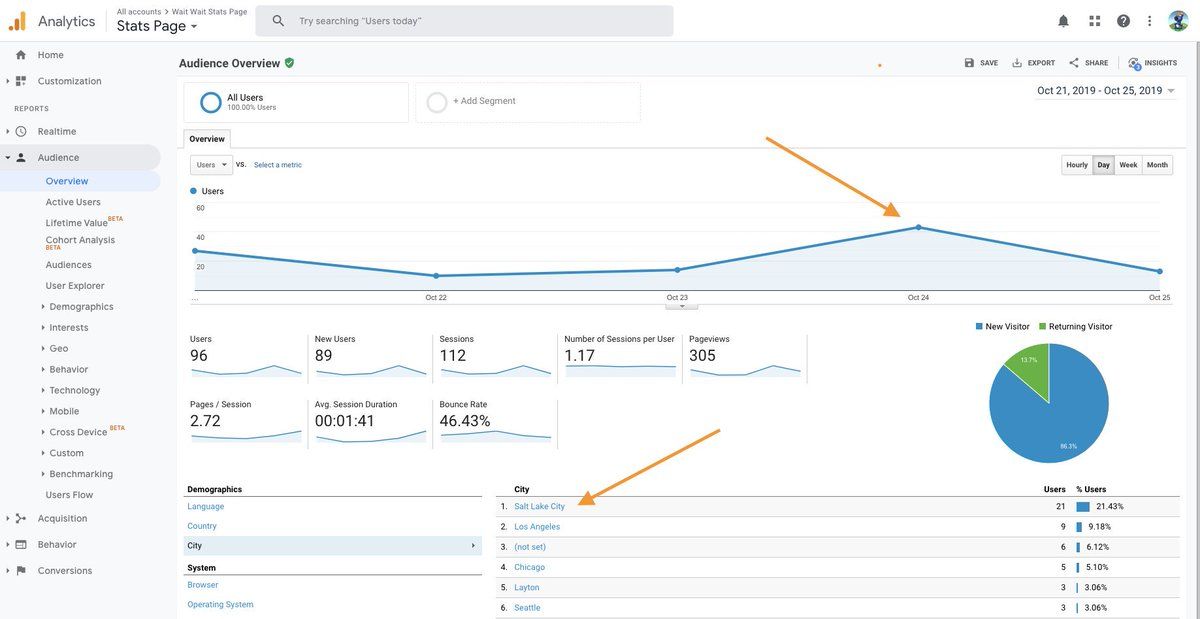 Analytics
All accounts > Wait Wait Stats Page
Stats Page
Try searching "Users today"
Home
Customization
REPORTS
Realtime
Audience
Overview
Active Users
Lifetime Value BETA
Cohort Analysis
BETA
Audiences
User Explorer
Demographics
Interests
Geo
Behavior
Technology
Mobile
Cross Device BETA
Custom
Benchmarking
Users Flow
Acquisition
Behavior
Conversions
Audience Overview
SAVE EXPORT SHARE INSIGHTS
All Users
100.00% Users
+ Add Segment
Oct 21, 2019 - Oct 25, 2019
Overview
Users vs. Select a metric
Hourly Day Week Month
Users
60
40
20
... Oct 22 Oct 23 Oct 24 Oct 25
New Visitor Returning Visitor
Users New Users Sessions Number of Sessions per User Pageviews
96 89 112 1.17 305
Pages / Session Avg. Session Duration Bounce Rate
2.72 00:01:41 46.43%
13.7%
86.3%
Demographics
Language
Country
City
System
Browser
Operating System
City Users % Users
1. Salt Lake City 21 21.43%
2. Los Angeles 9 9.18%
3. (not set) 6 6.12%
4. Chicago 5 5.10%
5. Layton 3 3.06%
6. Seattle 3 3.06%